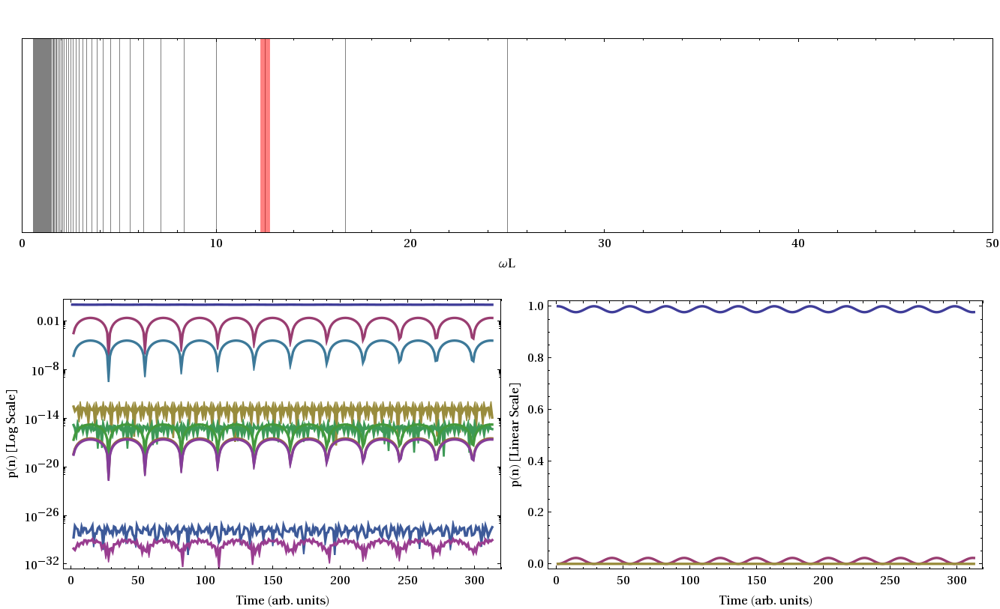 0 10 20 30 40 50
ωL
p(n) [Log Scale]
0.01
10^−8
10^−14
10^−20
10^−26
10^−32
0 50 100 150 200 250 300
Time (arb. units)
p(n) [Linear Scale]
1.0
0.8
0.6
0.4
0.2
0.0
0 50 100 150 200 250 300
Time (arb. units)